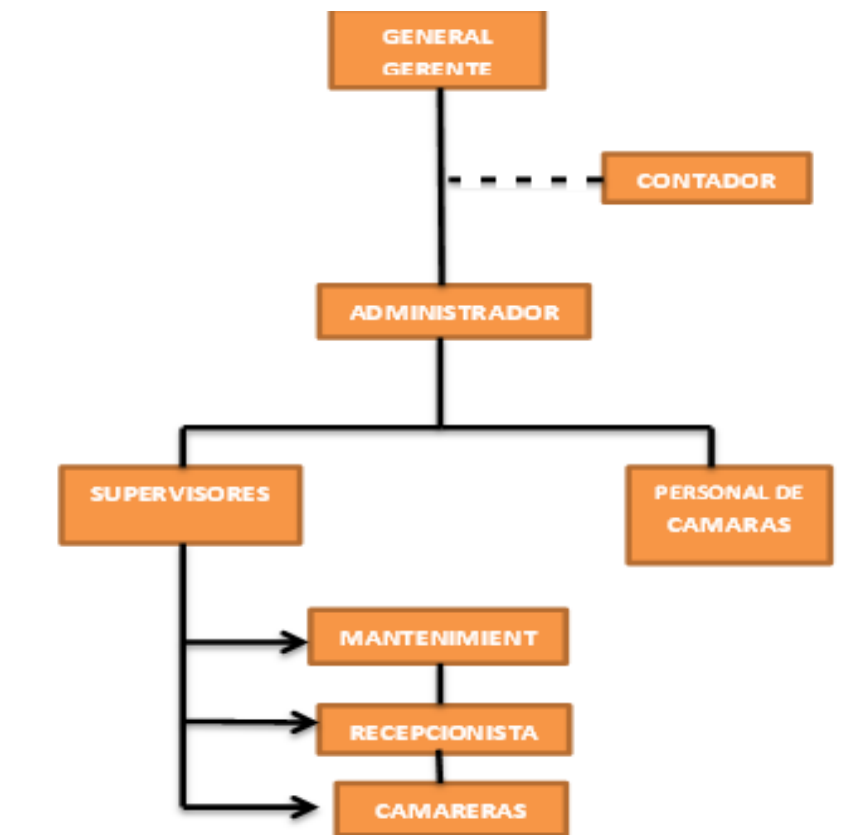 GENERAL
GERENTE
CONTADOR
ADMINISTRADOR
SUPERVISORES
PERSONAL DE
CAMARAS
MANTENIMIENT
RECEPCIONISTA
CAMARERAS